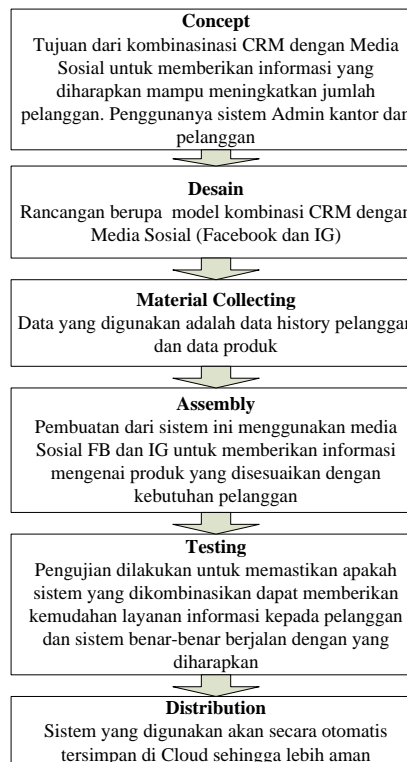 Concept
Tujuan dari kombinasinasi CRM dengan Media
Sosial untuk memberikan informasi yang
diharapkan mampu meningkatkan jumlah
pelanggan. Penggunanya sistem Admin kantor dan
pelanggan
Desain
Rancangan berupa model kombinasi CRM dengan
Media Sosial (Facebook dan IG)
Material Collecting
Data yang digunakan adalah data history pelanggan
dan data produk
Assembly
Pembuatan dari sistem ini menggunakan media
Sosial FB dan IG untuk memberikan informasi
mengenai produk yang disesuaikan dengan
kebutuhan pelanggan
Testing
Pengujian dilakukan untuk memastikan apakah
sistem yang dikombinasikan dapat memberikan
kemudahan layanan informasi kepada pelanggan
dan sistem benar-benar berjalan dengan yang
diharapkan
Distribution
Sistem yang digunakan akan secara otomatis
tersimpan di Cloud sehingga lebih aman